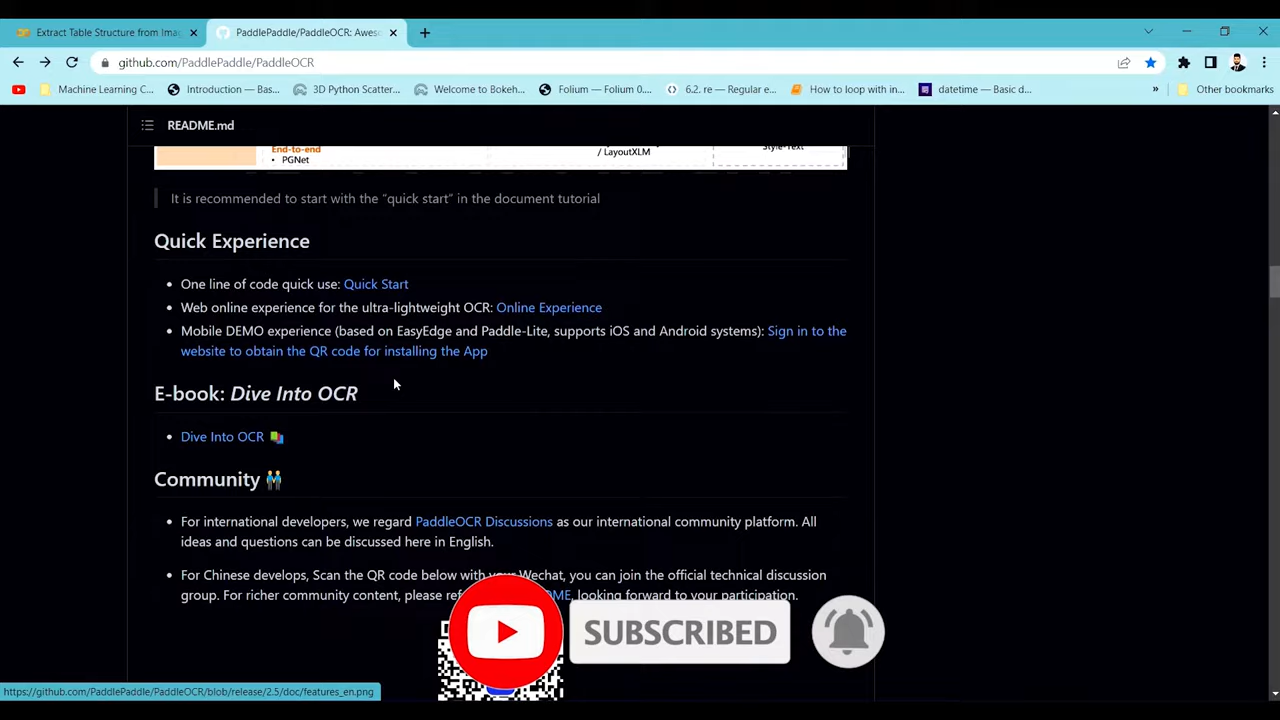 Extract Table Structure from Imag
PaddlePaddle/PaddleOCR: Aweso
github.com/PaddlePaddle/PaddleOCR
Machine Learning C...
Introduction — Bas...
3D Python Scatter...
Welcome to Bokeh...
Folium — Folium 0....
6.2. re — Regular e...
How to loop with in...
datetime — Basic d...
»
Other bookmarks
README.md
End-to-end
• PGNet
/ LayoutXLM
Style-Text
It is recommended to start with the “quick start” in the document tutorial
Quick Experience
• One line of code quick use: Quick Start
• Web online experience for the ultra-lightweight OCR: Online Experience
• Mobile DEMO experience (based on EasyEdge and Paddle-Lite, supports iOS and Android systems): Sign in to the
website to obtain the QR code for installing the App
E-book: Dive Into OCR
• Dive Into OCR
Community
• For international developers, we regard PaddleOCR Discussions as our international community platform. All
ideas and questions can be discussed here in English.
• For Chinese develops, Scan the QR code below with your Wechat, you can join the official technical discussion
group. For richer community content, please looking forward to your participation.
SUBSCRIBED
https://github.com/PaddlePaddle/PaddleOCR/blob/release/2.5/doc/features_en.png